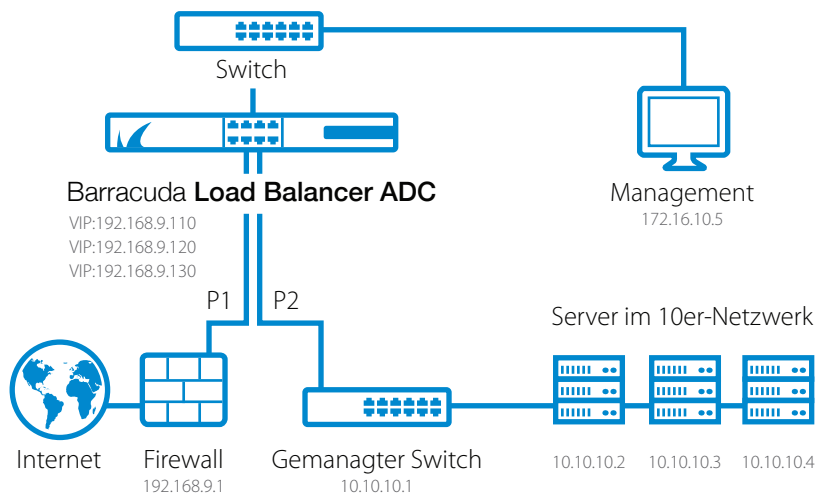 Switch
Barracuda Load Balancer ADC
VIP:192.168.9.110
VIP:192.168.9.120
VIP:192.168.9.130
Management
172.16.10.5
P1
P2
Server im 10er-Netzwerk
Internet
Firewall
192.168.9.1
Gemanagter Switch
10.10.10.1
10.10.10.2
10.10.10.3
10.10.10.4